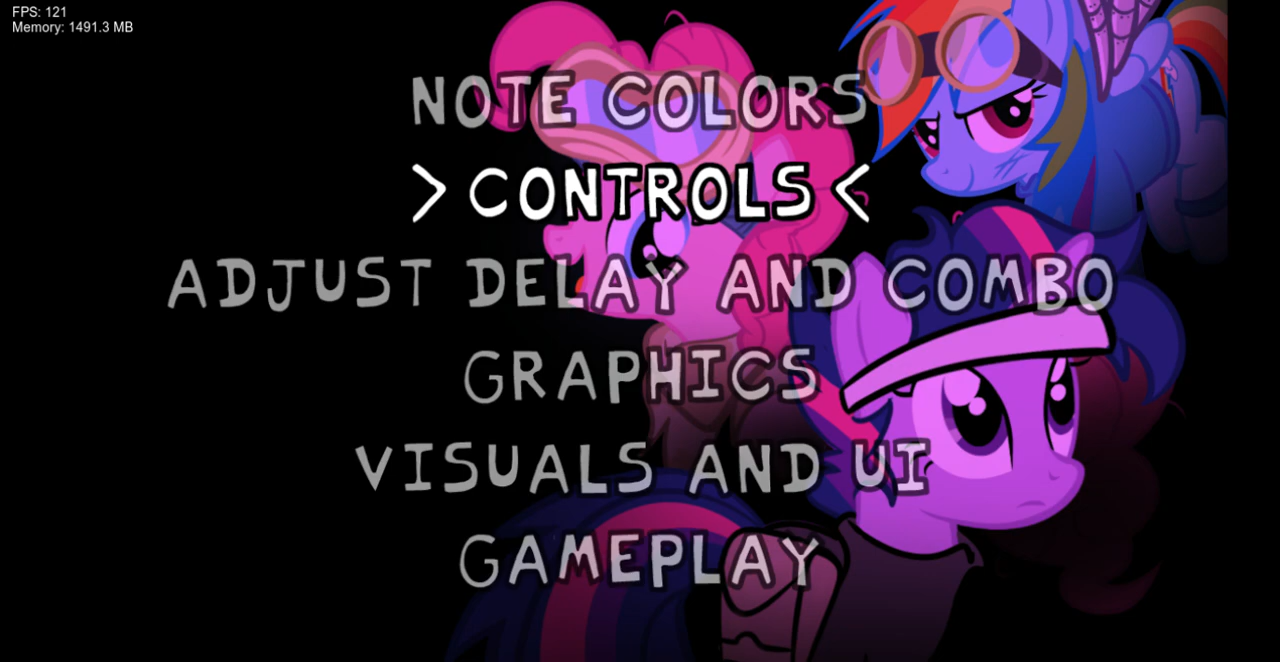 FPS: 121
Memory: 1491.3 MB
NOTE COLORS
> CONTROLS <
ADJUST DELAY AND COMBO
GRAPHICS
VISUALS AND UI
GAMEPLAY